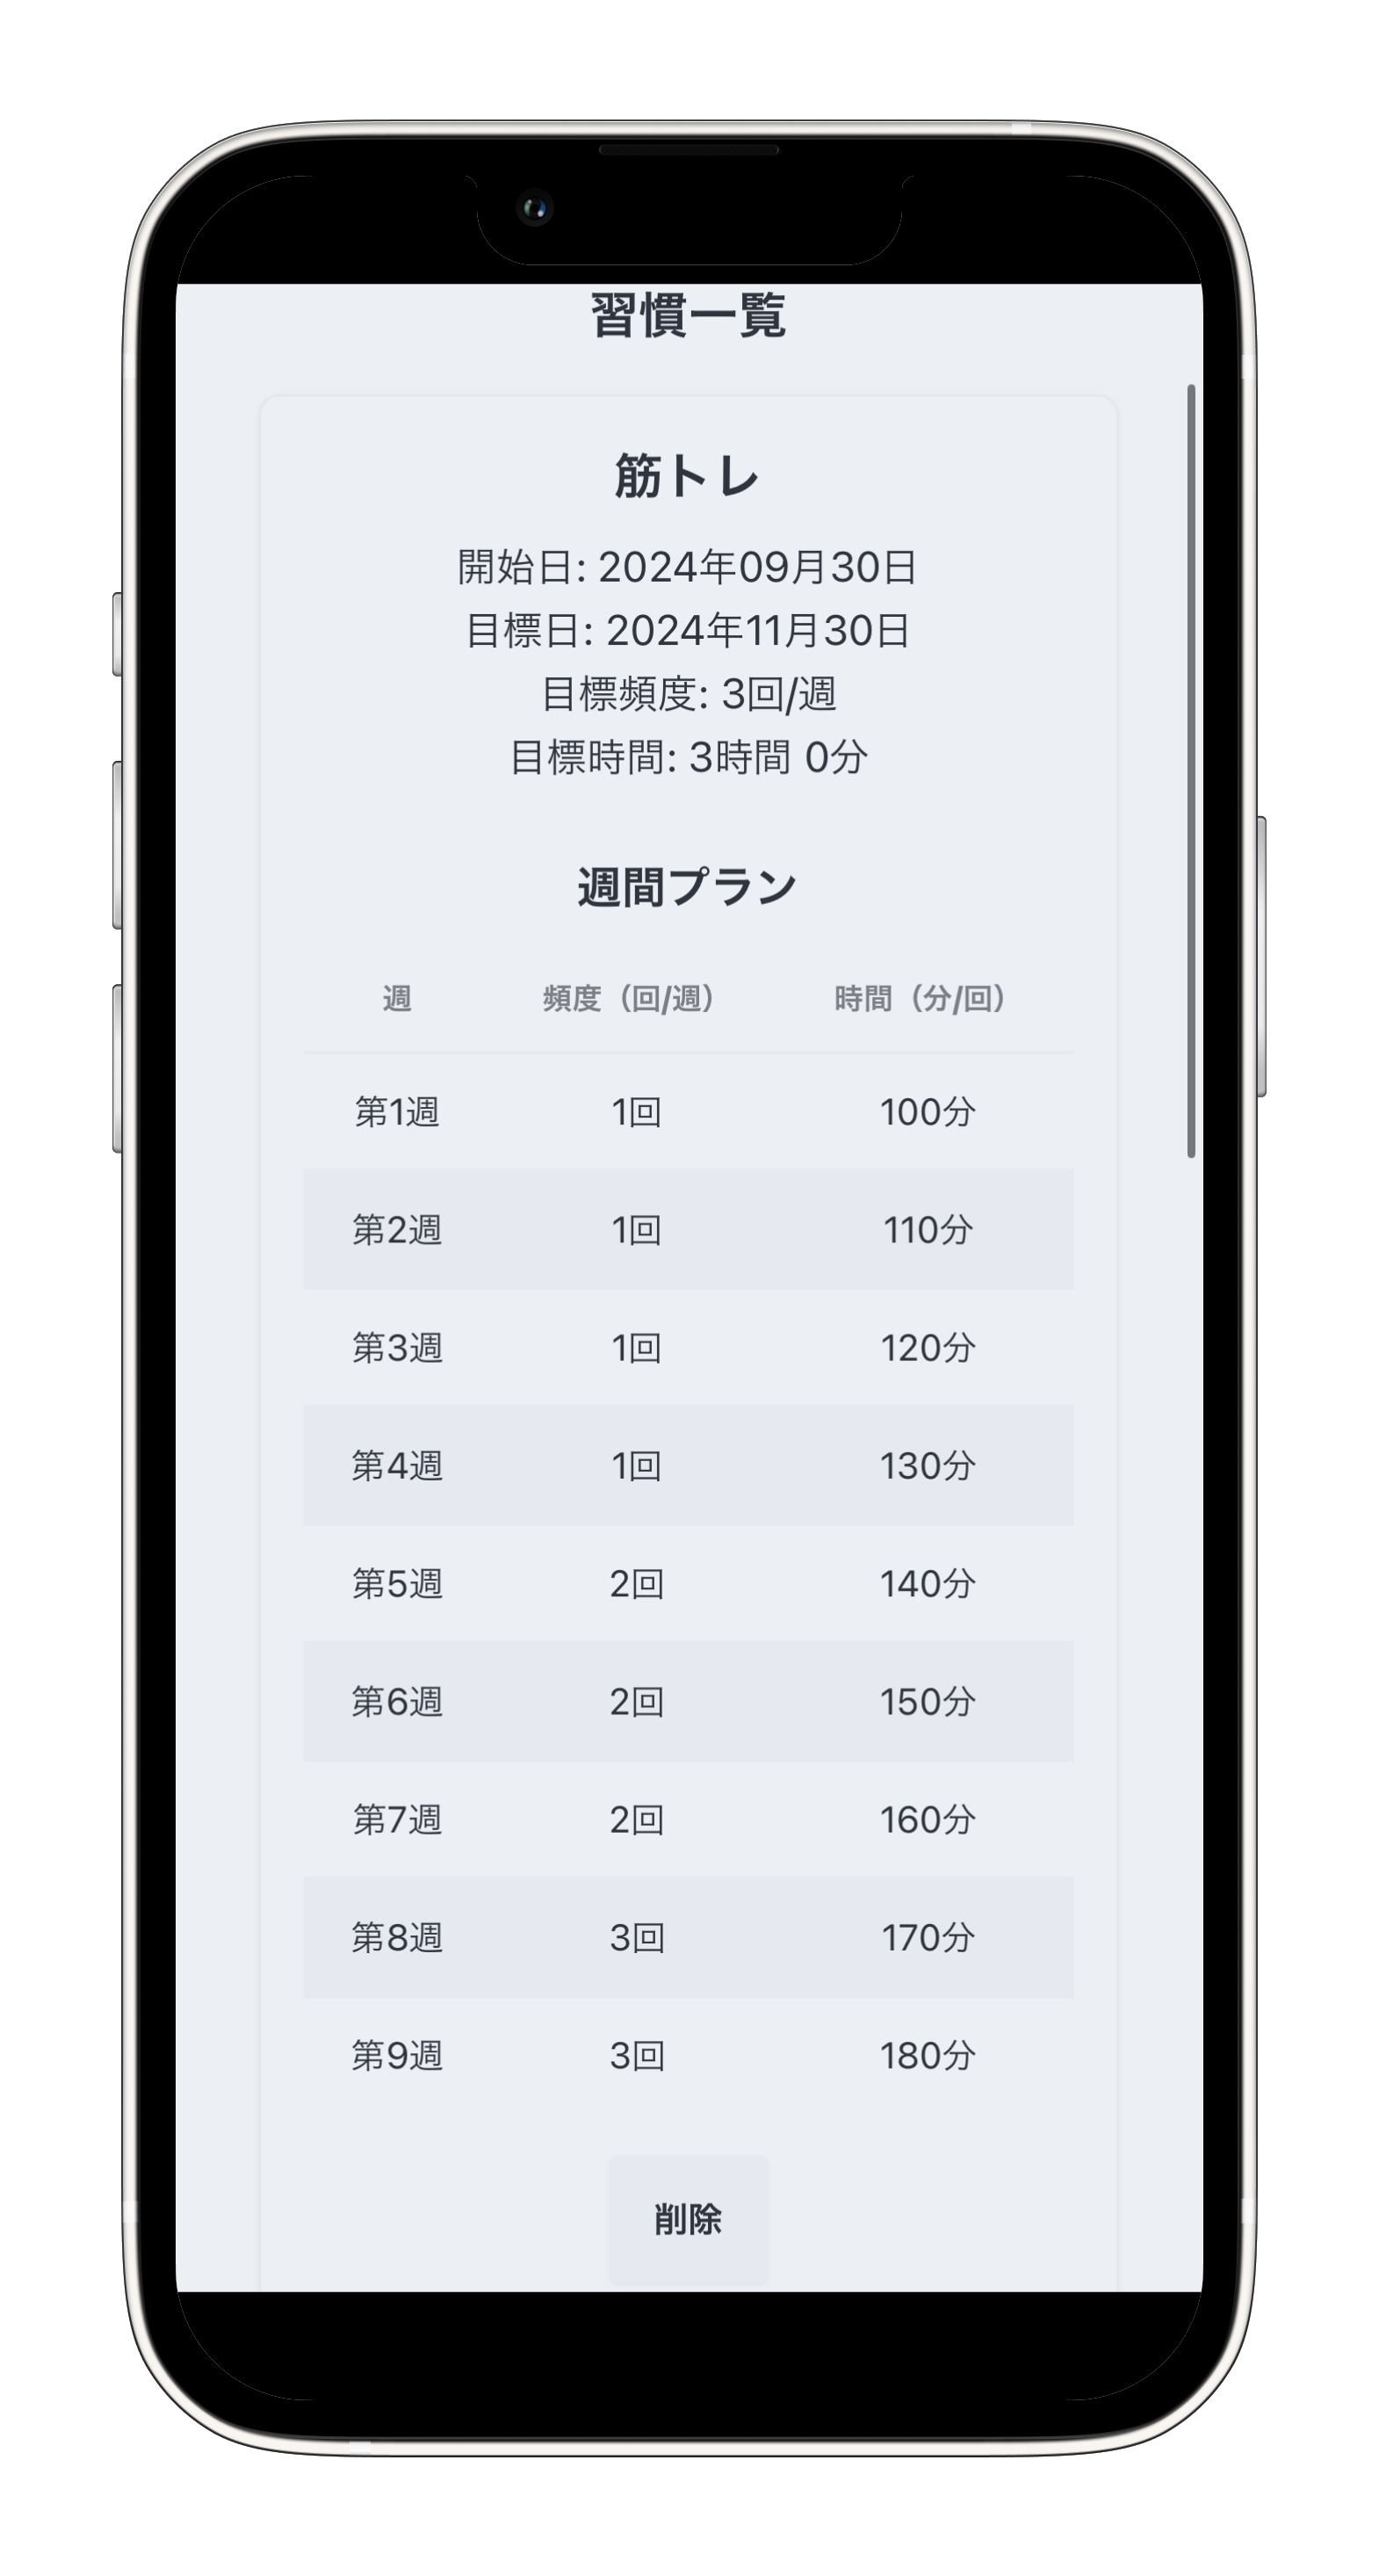 習慣一覧
筋トレ
開始日: 2024年09月30日
目標日: 2024年11月30日
目標頻度: 3回/週
目標時間: 3時間 0分
週間プラン
週 頻度（回/週） 時間（分/回）
第1週 1回 100分
第2週 1回 110分
第3週 1回 120分
第4週 1回 130分
第5週 2回 140分
第6週 2回 150分
第7週 2回 160分
第8週 3回 170分
第9週 3回 180分
削除